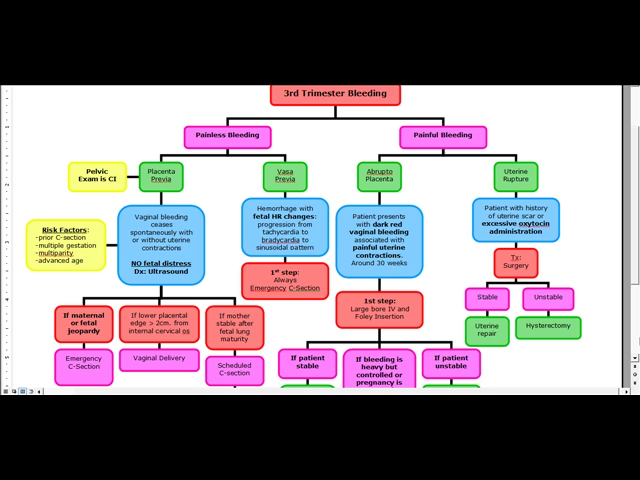 3rd Trimester Bleeding
Painless Bleeding
Painful Bleeding
Pelvic
Exam is CI
Placenta
Previa
Vasa
Previa
Abrupto
Placenta
Uterine
Rupture
Risk Factors:
-prior C-section
-multiple gestation
-multiparity
-advanced age
Vaginal bleeding
ceases
spontaneously with
or without uterine
contractions
NO fetal distress
Dx: Ultrasound
Hemorrhage with
fetal HR changes:
progression from
tachycardia to
bradycardia to
sinusoidal pattern
Patient presents
with dark red
vaginal bleeding
associated with
painful uterine
contractions.
Around 30 weeks
Patient with history
of uterine scar or
excessive oxytocin
administration
1st step:
Always
Emergency C-Section
Tx:
Surgery
1st step:
Large bore IV and
Foley Insertion
Stable
Unstable
Uterine
repair
Hysterectomy
If maternal
or fetal
jeopardy
If lower placental
edge > 2cm. from
internal cervical os
If mother
stable after
fetal lung
maturity
Emergency
C-Section
Vaginal Delivery
Scheduled
C-section
If patient
stable
If bleeding is
heavy but
controlled or
pregnancy is
If patient
unstable